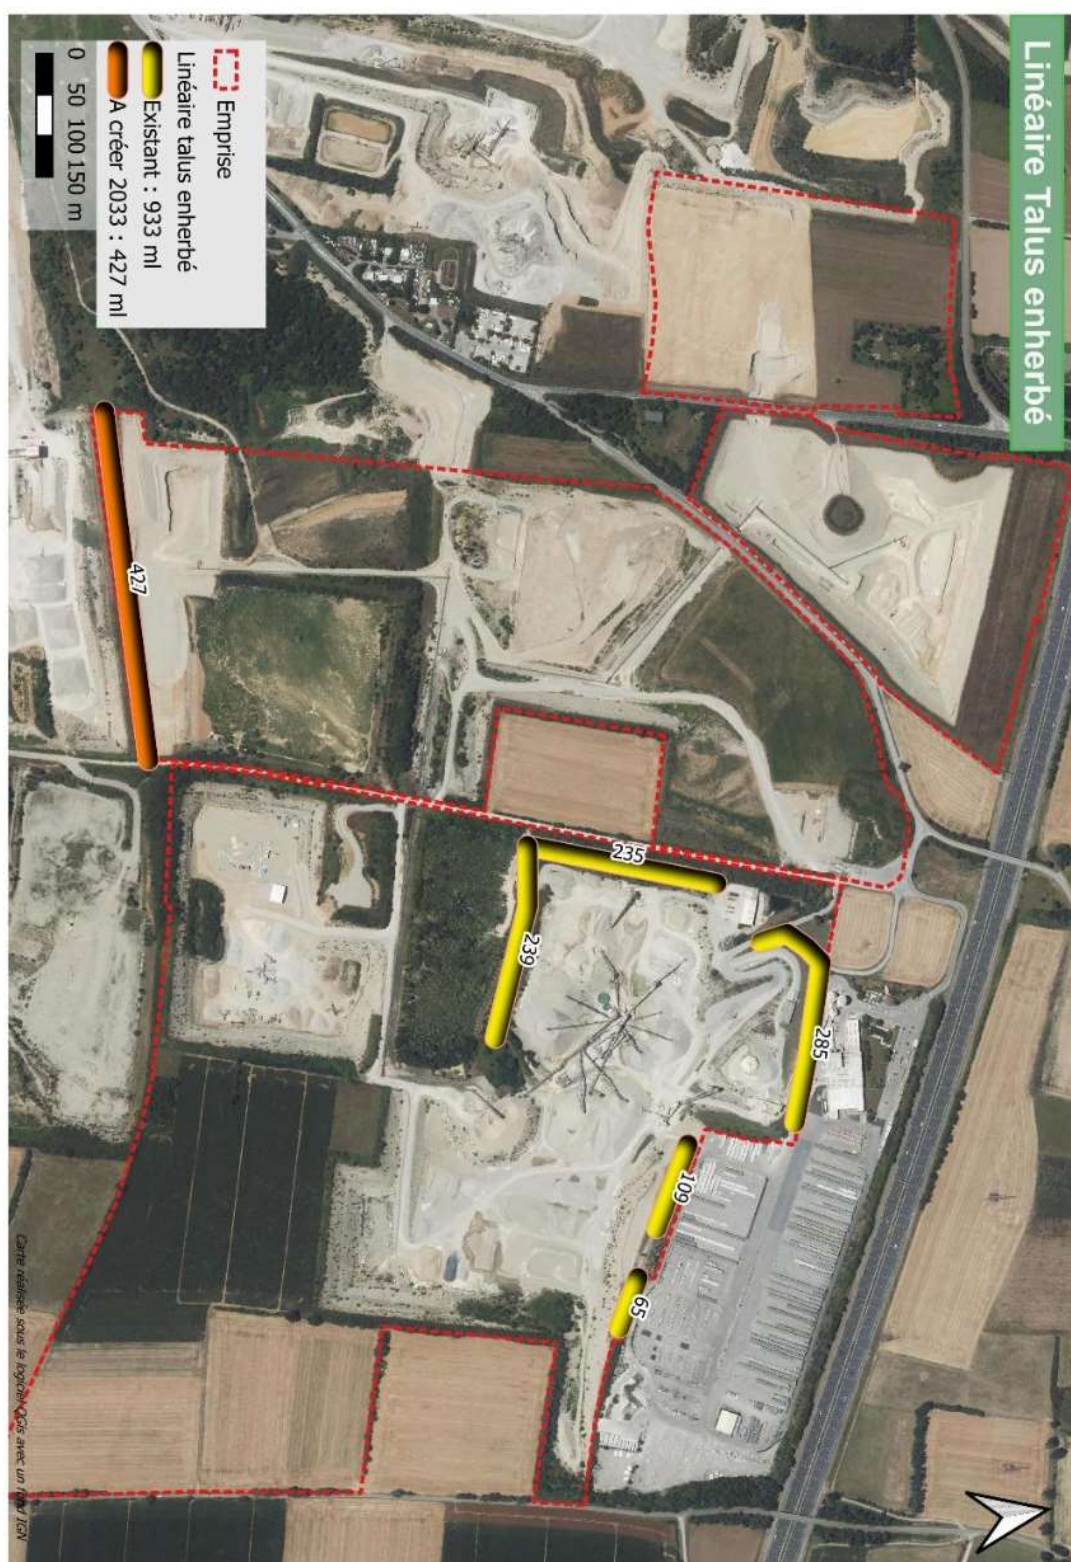 Linéaire Talus enherbé
Emprise
Linéaire talus enherbé
Existant : 933 ml
A créer 2033 : 427 ml
0 50 100 150 m
427
235
239
285
109
65
Carte réalisée sous le logiciel QGis avec un fond IGN